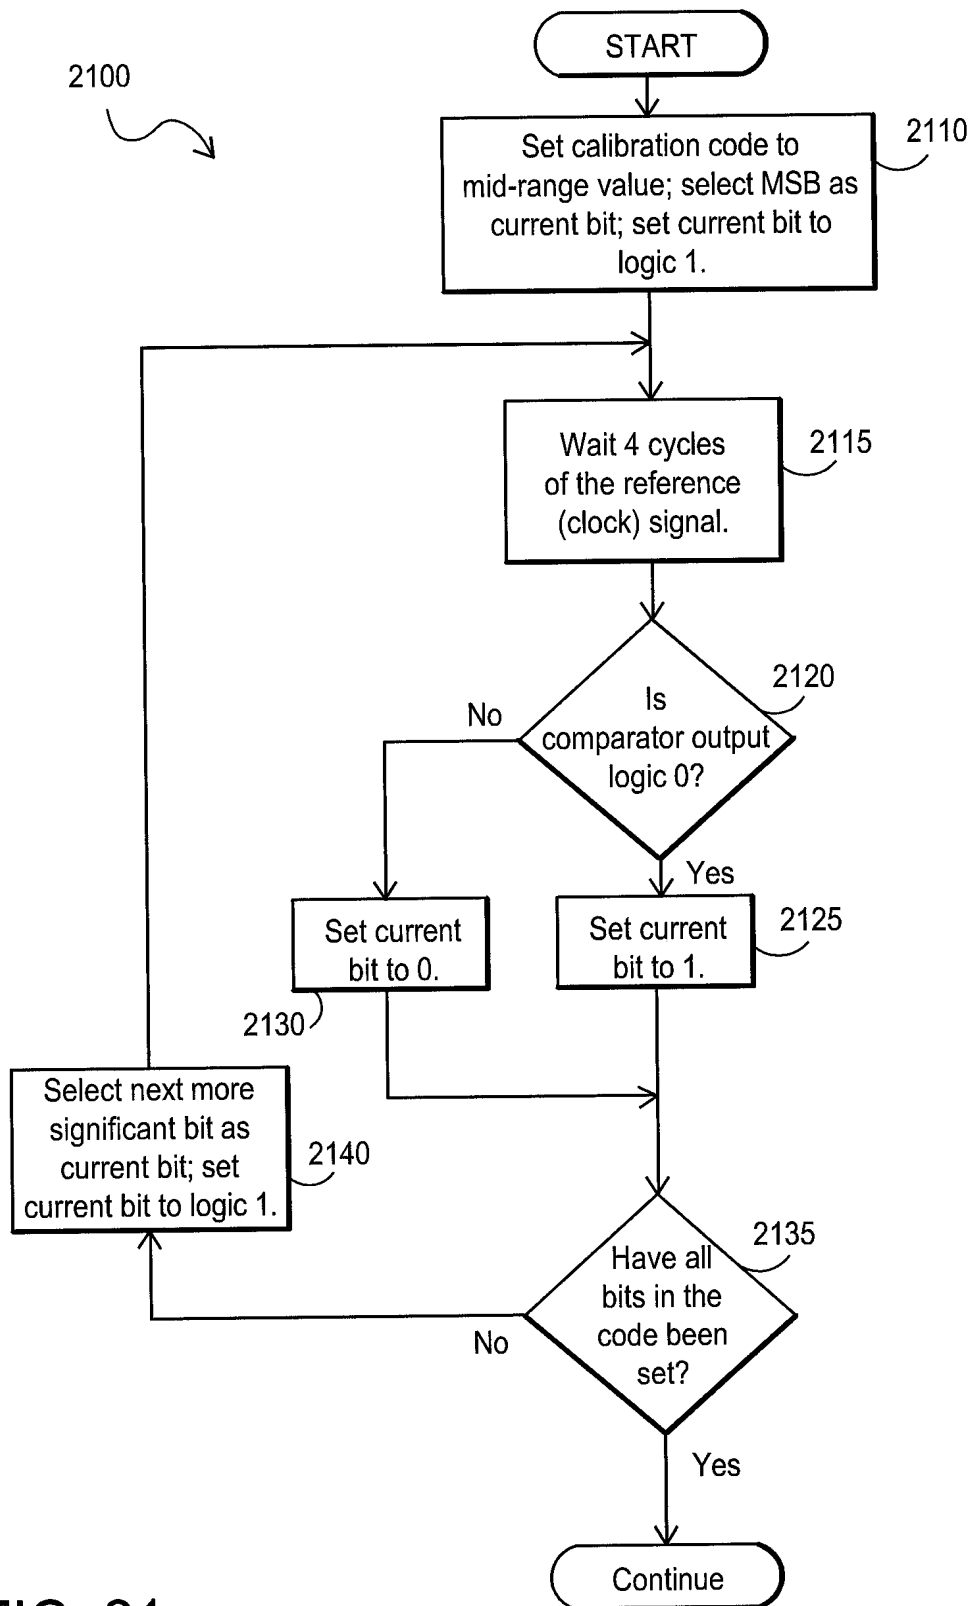 START
2100
2110
Set calibration code to
mid-range value; select MSB as
current bit; set current bit to
logic 1.
Wait 4 cycles
of the reference
(clock) signal.
2115
2120
Is
comparator output
logic 0?
No
Yes
Set current
bit to 0.
2130
Set current
bit to 1.
2125
Select next more
significant bit as
current bit; set
current bit to logic 1.
2140
2135
Have all
bits in the
code been
set?
No
Yes
Continue